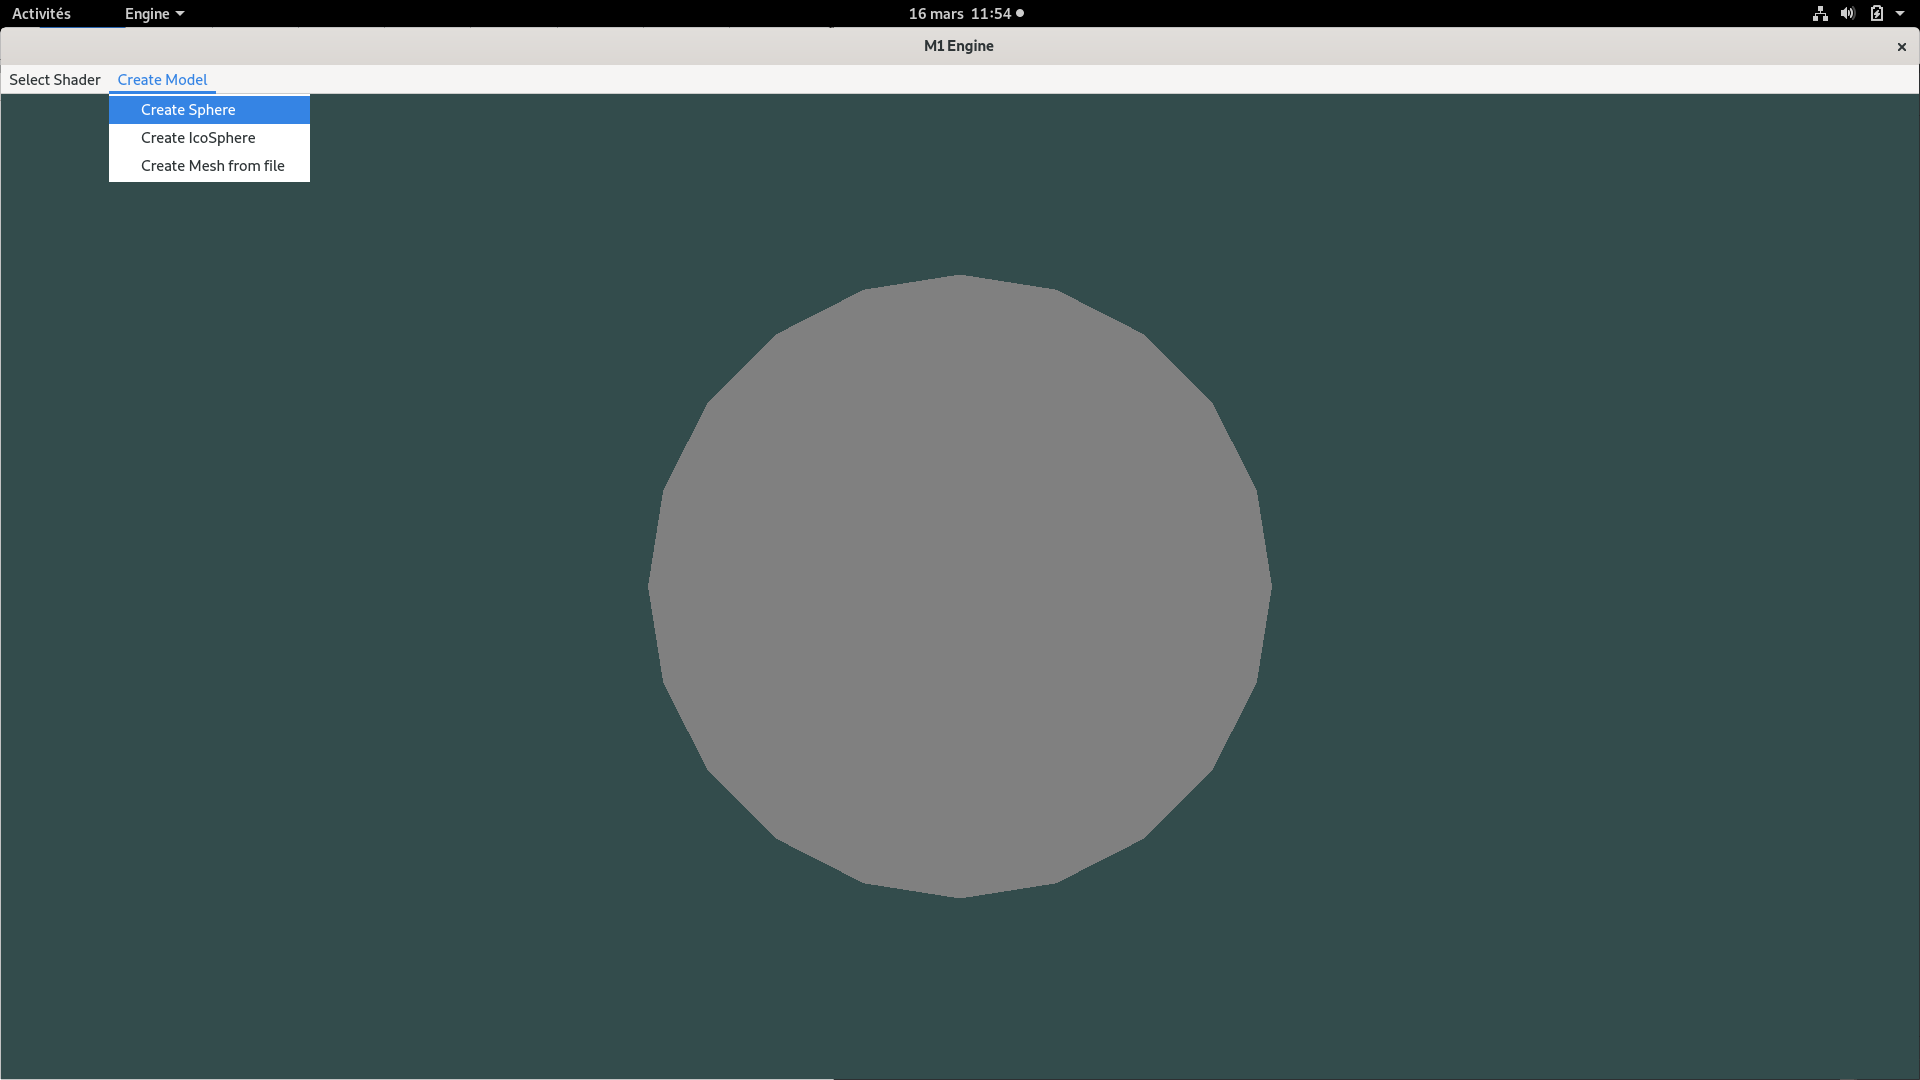 Activités Engine 16 mars 11:54
M1 Engine
Select Shader Create Model
Create Sphere
Create IcoSphere
Create Mesh from file